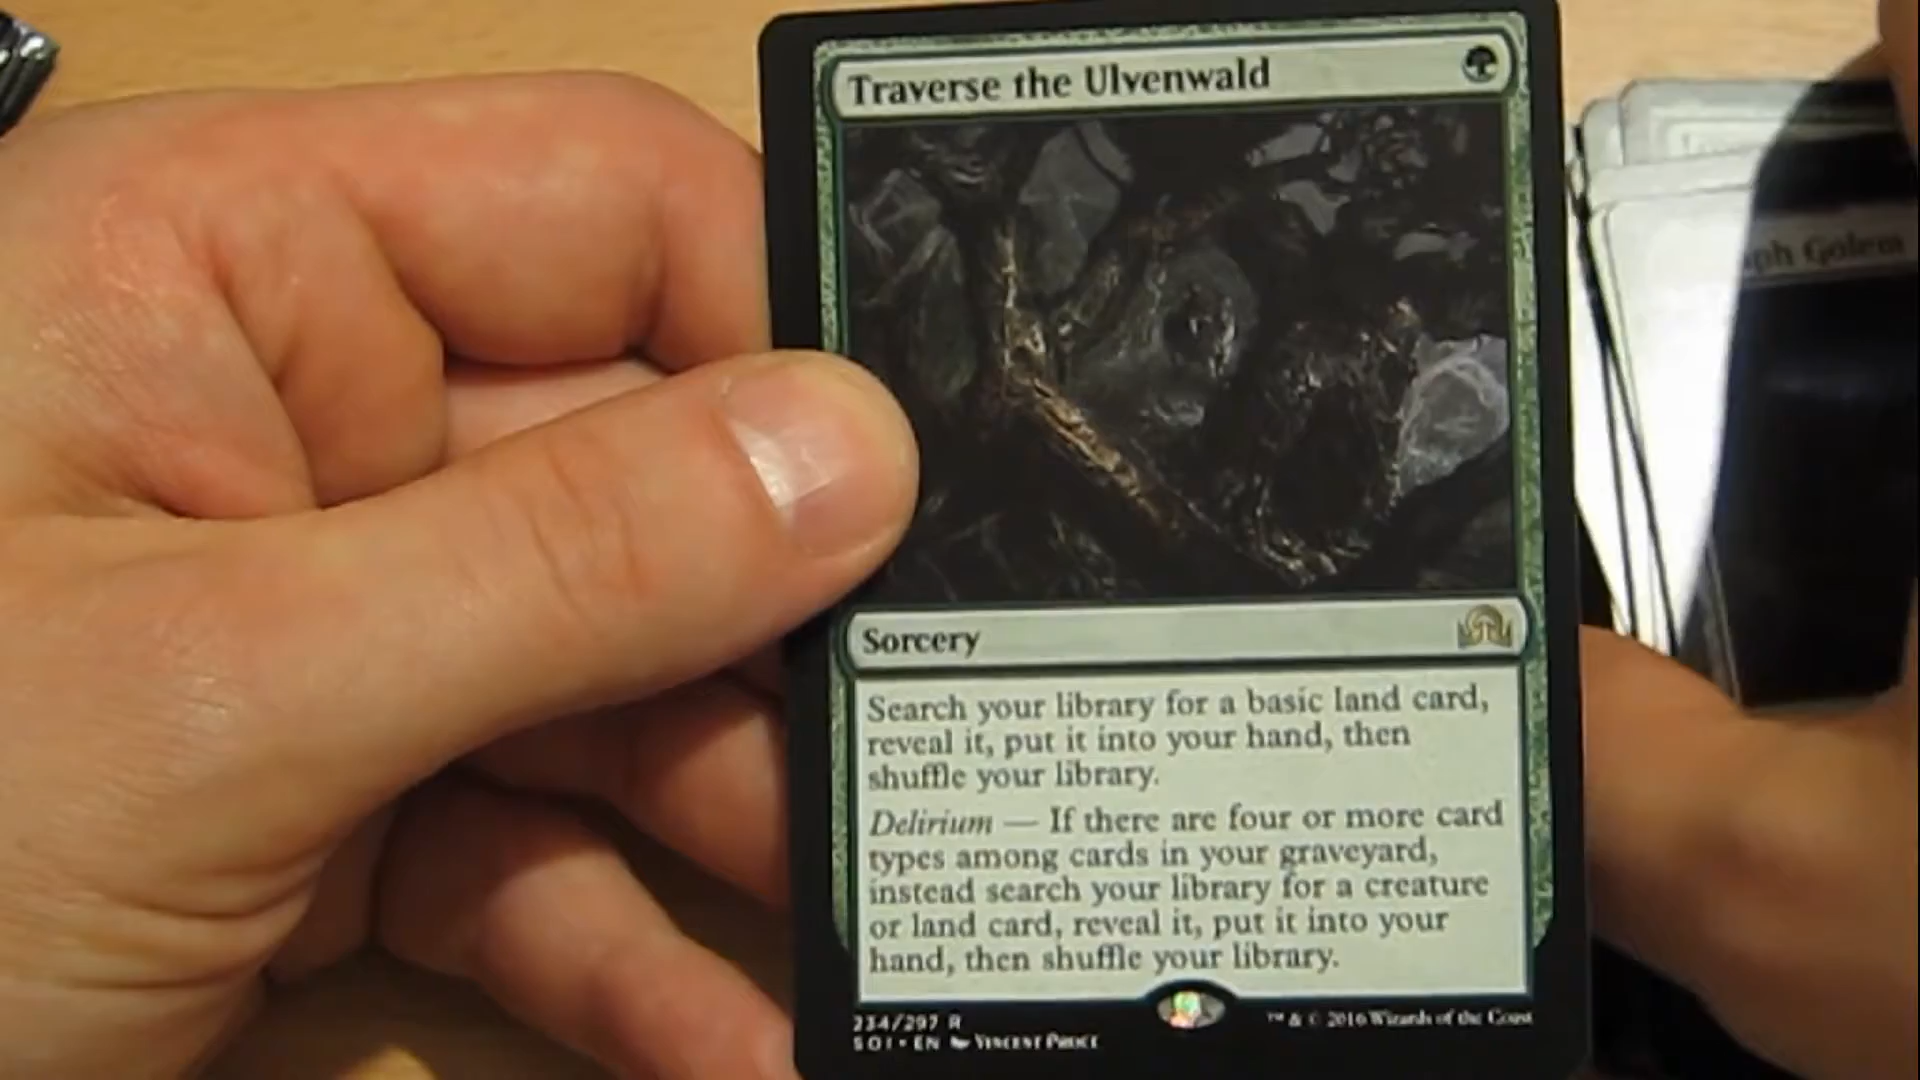 Traverse the Ulvenwald
Sorcery
Search your library for a basic land card,
reveal it, put it into your hand, then
shuffle your library.
Delirium — If there are four or more card
types among cards in your graveyard,
instead search your library for a creature
or land card, reveal it, put it into your
hand, then shuffle your library.
234/297 R
™ & © 2016 Wizards of the Coast
SOI • EN Vincent Proce
Golem